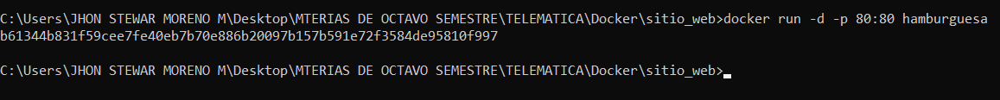 C:\Users\JHON STEWAR MORENO M\Desktop\MTERIAS DE OCTAVO SEMESTRE\TELEMATICA\Docker\sitio_web>docker run -d -p 80:80 hamburguesa
b61344b831f59cee7fe40eb7b70e886b20097b157b591e72f3584de95810f997
C:\Users\JHON STEWAR MORENO M\Desktop\MTERIAS DE OCTAVO SEMESTRE\TELEMATICA\Docker\sitio_web>